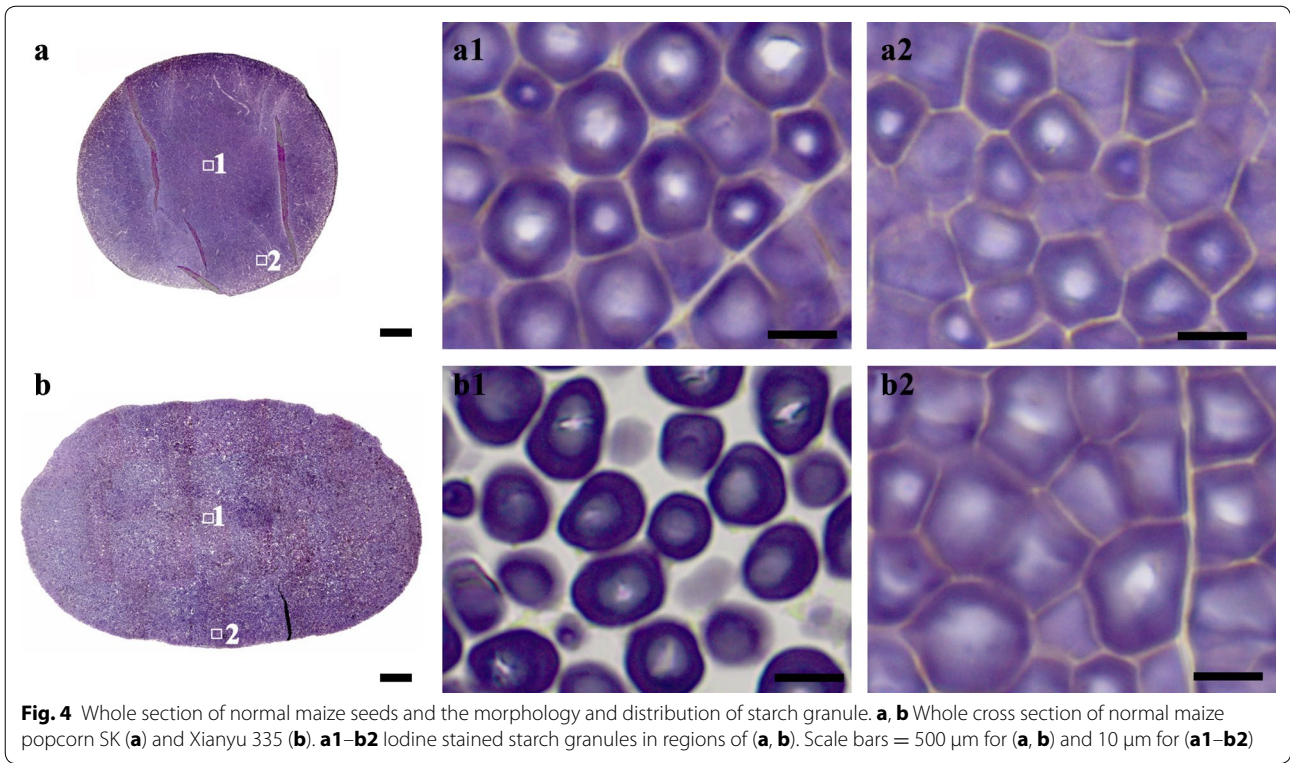 a
1
2
a1
a2
b
1
2
b1
b2
Fig. 4 Whole section of normal maize seeds and the morphology and distribution of starch granule. a, b Whole cross section of normal maize
popcorn SK (a) and Xianyu 335 (b). a1–b2 Iodine stained starch granules in regions of (a, b). Scale bars = 500 µm for (a, b) and 10 µm for (a1–b2)